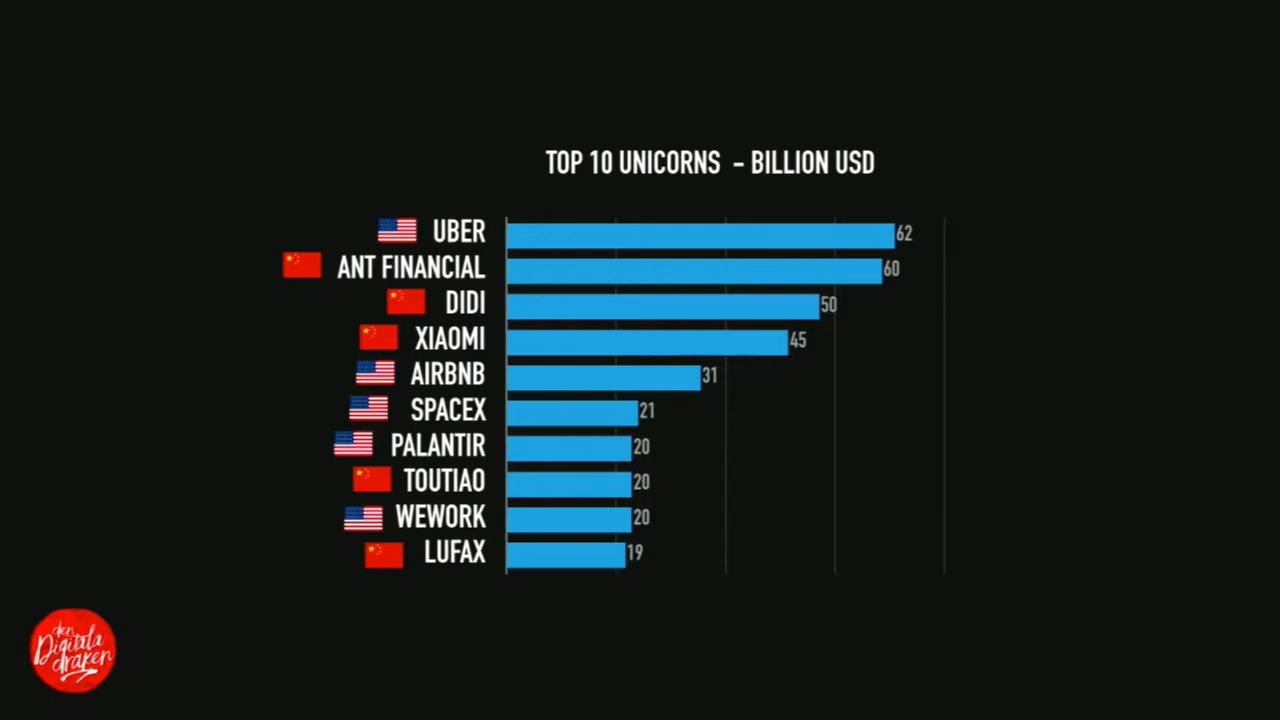 TOP 10 UNICORNS - BILLION USD
UBER 62
ANT FINANCIAL 60
DIDI 50
XIAOMI 45
AIRBNB 31
SPACEX 21
PALANTIR 20
TOUTIAO 20
WEWORK 20
LUFAX 19
den
Digitala
draken